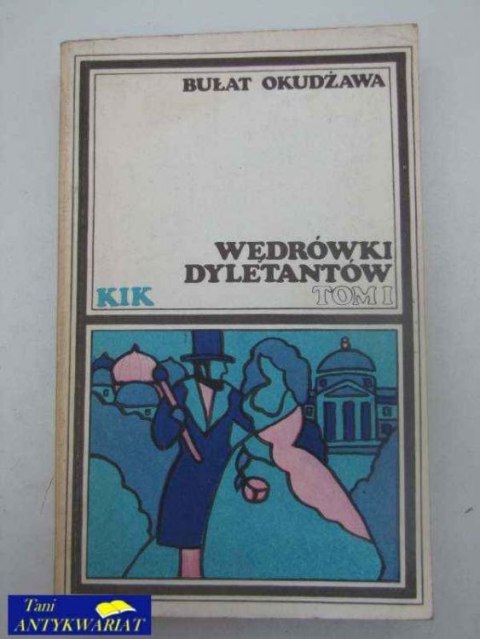 BUŁAT OKUDŻAWA
WĘDRÓWKI
DYLETANTÓW
KIK TOM I
Tani
ANTYKWARIAT